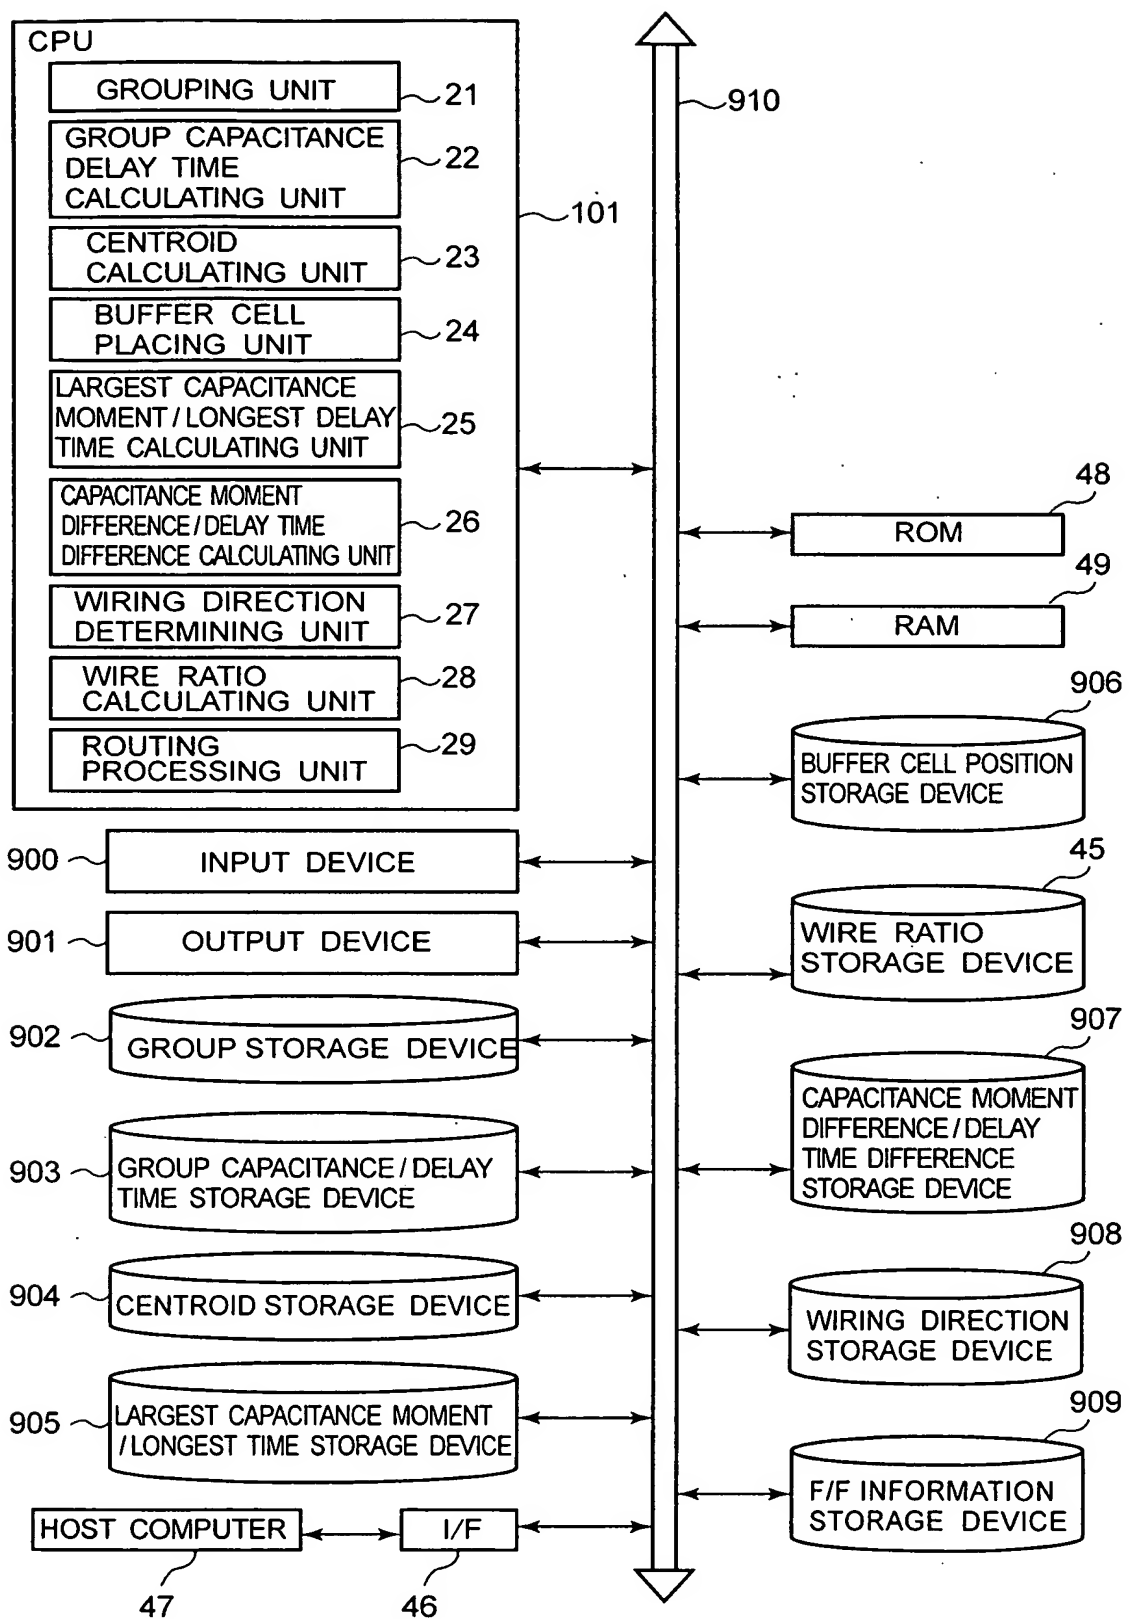 CPU
GROUPING UNIT
21
GROUP CAPACITANCE
DELAY TIME
CALCULATING UNIT
22
CENTROID
CALCULATING UNIT
23
BUFFER CELL
PLACING UNIT
24
LARGEST CAPACITANCE
MOMENT/LONGEST DELAY
TIME CALCULATING UNIT
25
CAPACITANCE MOMENT
DIFFERENCE/DELAY TIME
DIFFERENCE CALCULATING UNIT
26
WIRING DIRECTION
DETERMINING UNIT
27
WIRE RATIO
CALCULATING UNIT
28
ROUTING
PROCESSING UNIT
29
101
910
900
INPUT DEVICE
901
OUTPUT DEVICE
902
GROUP STORAGE DEVICE
903
GROUP CAPACITANCE/DELAY
TIME STORAGE DEVICE
904
CENTROID STORAGE DEVICE
905
LARGEST CAPACITANCE MOMENT
/LONGEST TIME STORAGE DEVICE
HOST COMPUTER
47
I/F
46
48
ROM
49
RAM
906
BUFFER CELL POSITION
STORAGE DEVICE
45
WIRE RATIO
STORAGE DEVICE
907
CAPACITANCE MOMENT
DIFFERENCE/DELAY
TIME DIFFERENCE
STORAGE DEVICE
908
WIRING DIRECTION
STORAGE DEVICE
909
F/F INFORMATION
STORAGE DEVICE